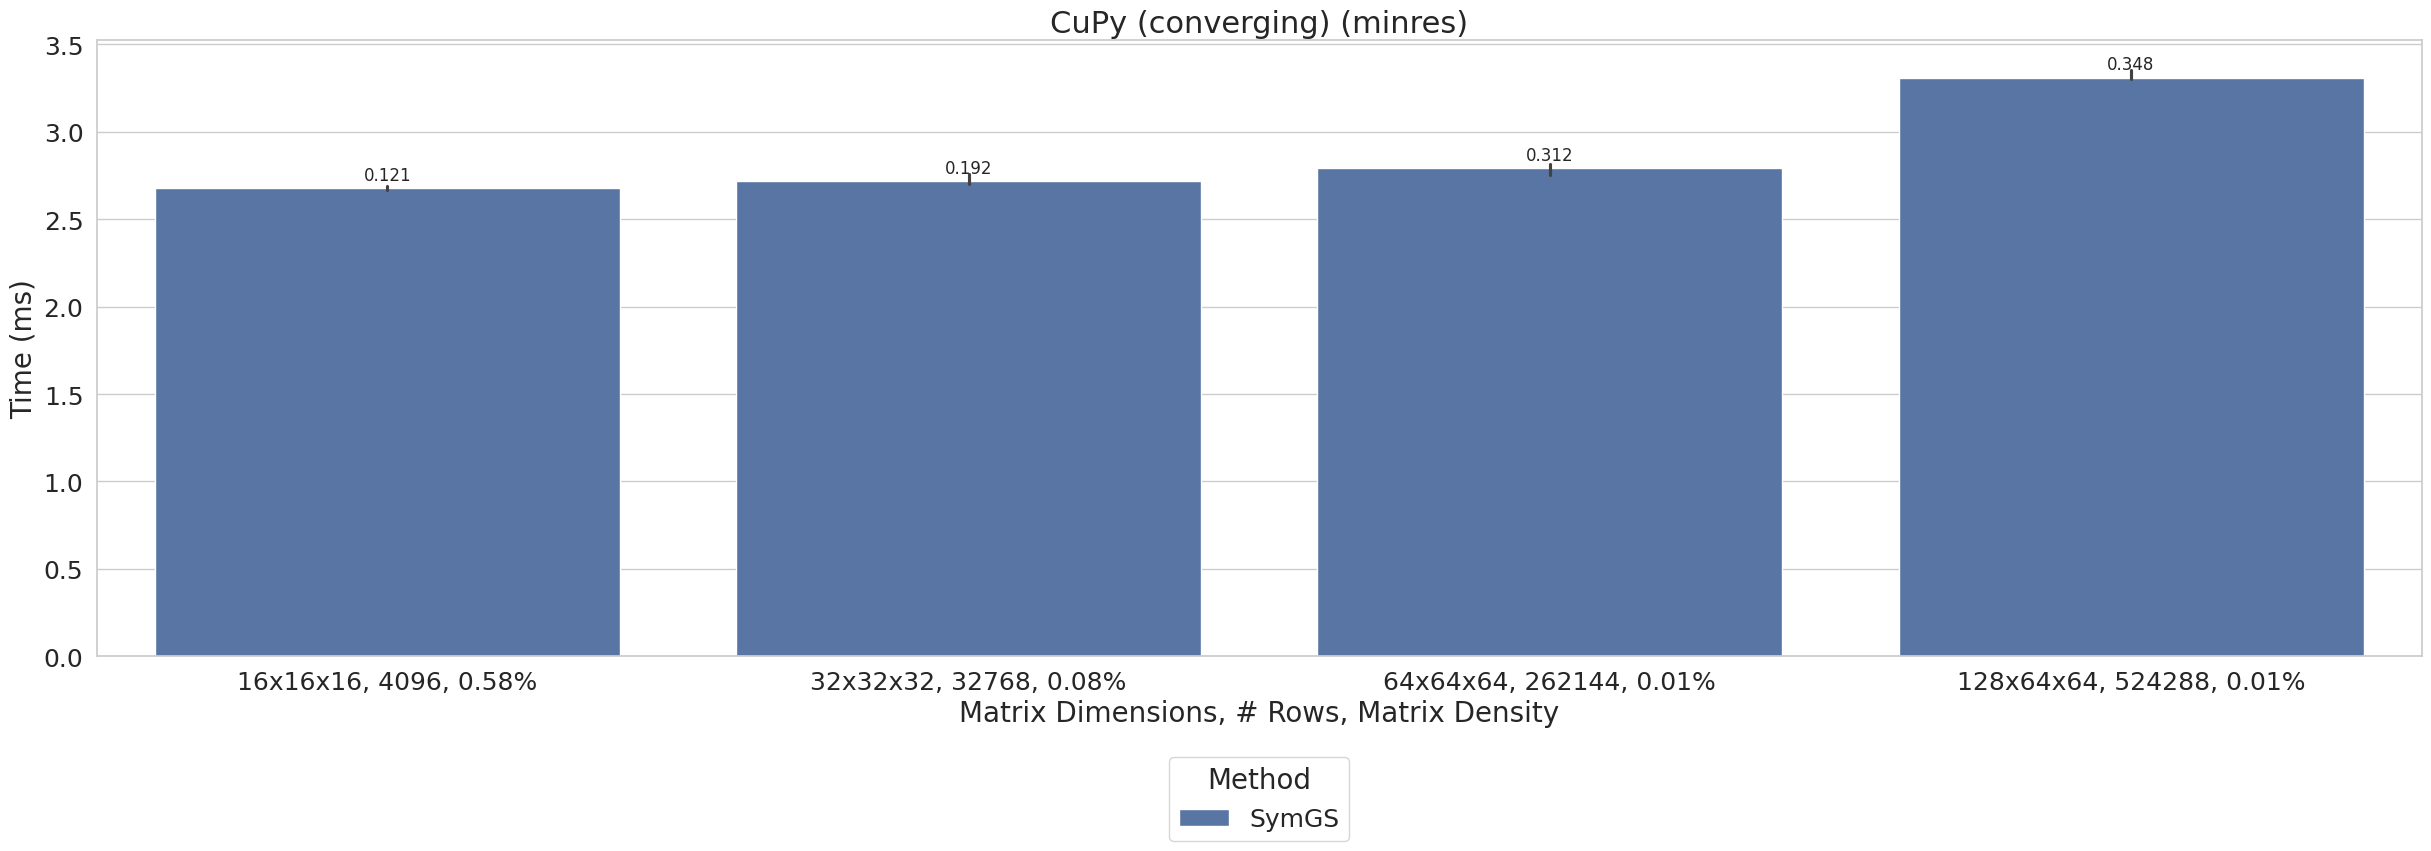 CuPy (converging) (minres)
3.5
3.0
2.5
2.0
1.5
1.0
0.5
0.0
Time (ms)
0.121
0.192
0.312
0.348
16x16x16, 4096, 0.58%
32x32x32, 32768, 0.08%
64x64x64, 262144, 0.01%
128x64x64, 524288, 0.01%
Matrix Dimensions, # Rows, Matrix Density
Method
SymGS